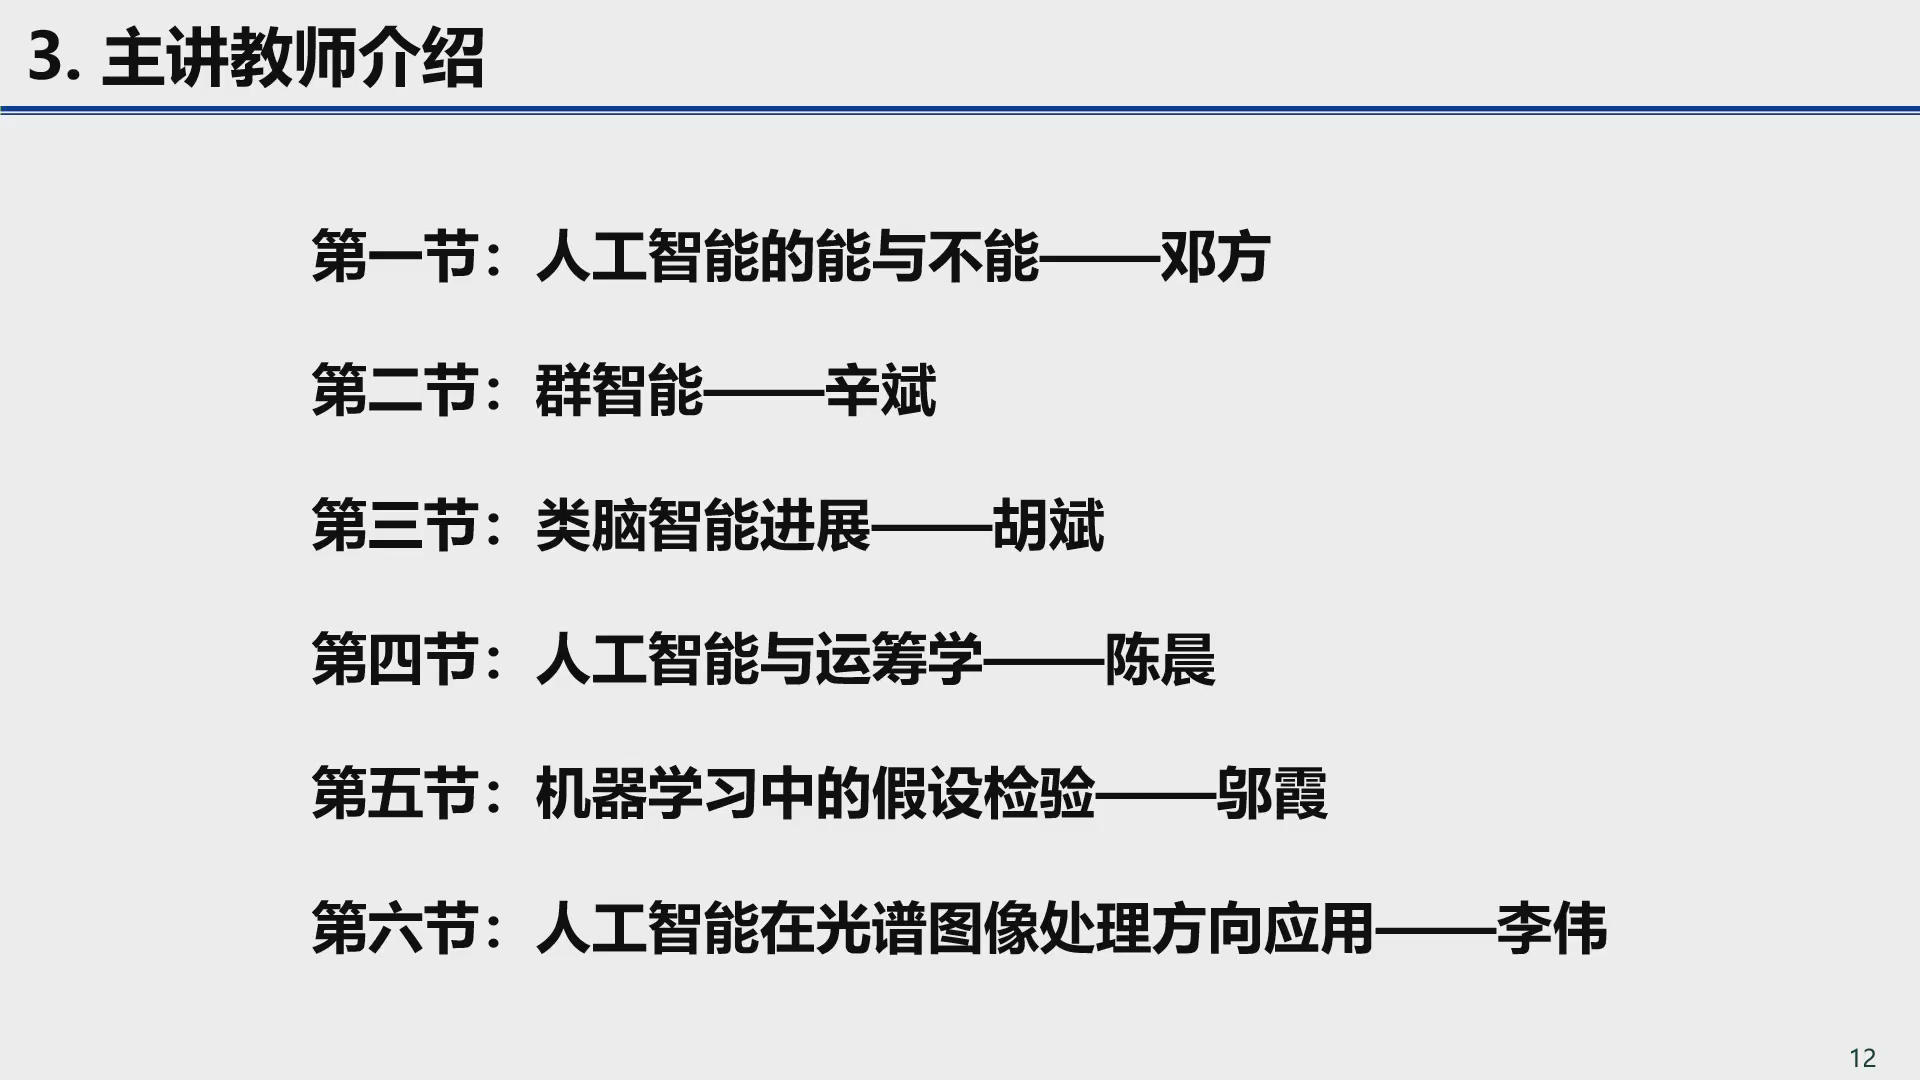 3. 主讲教师介绍
第一节：人工智能的能与不能——邓方
第二节：群智能——辛斌
第三节：类脑智能进展——胡斌
第四节：人工智能与运筹学——陈晨
第五节：机器学习中的假设检验——邬霞
第六节：人工智能在光谱图像处理方向应用——李伟
12